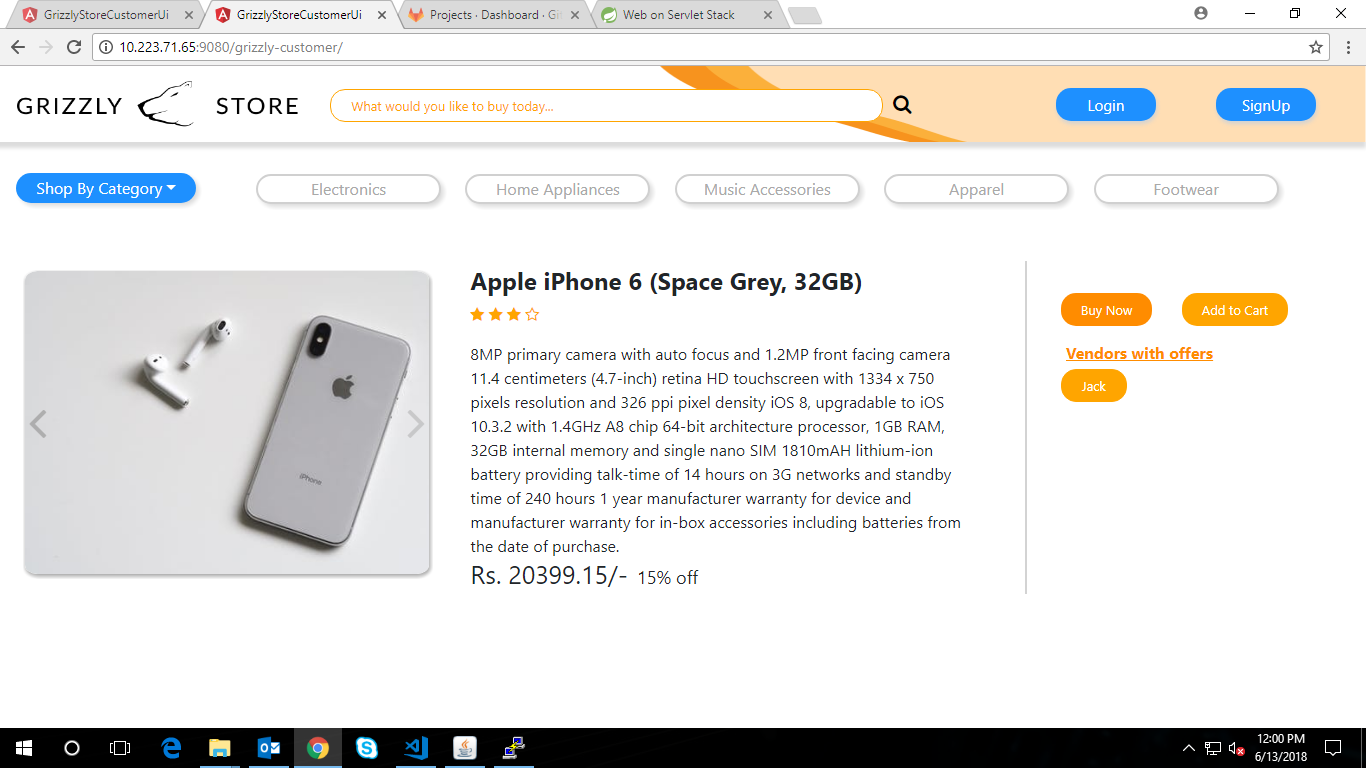 GrizzlyStoreCustomerUi
GrizzlyStoreCustomerUi
Projects · Dashboard · Git
Web on Servlet Stack
10.223.71.65:9080/grizzly-customer/
GRIZZLY STORE
What would you like to buy today...
Login
SignUp
Shop By Category
Electronics
Home Appliances
Music Accessories
Apparel
Footwear
Apple iPhone 6 (Space Grey, 32GB)
8MP primary camera with auto focus and 1.2MP front facing camera
11.4 centimeters (4.7-inch) retina HD touchscreen with 1334 x 750
pixels resolution and 326 ppi pixel density iOS 8, upgradable to iOS
10.3.2 with 1.4GHz A8 chip 64-bit architecture processor, 1GB RAM,
32GB internal memory and single nano SIM 1810mAH lithium-ion
battery providing talk-time of 14 hours on 3G networks and standby
time of 240 hours 1 year manufacturer warranty for device and
manufacturer warranty for in-box accessories including batteries from
the date of purchase.
Rs. 20399.15/- 15% off
Buy Now
Add to Cart
Vendors with offers
Jack
iPhone
12:00 PM
6/13/2018